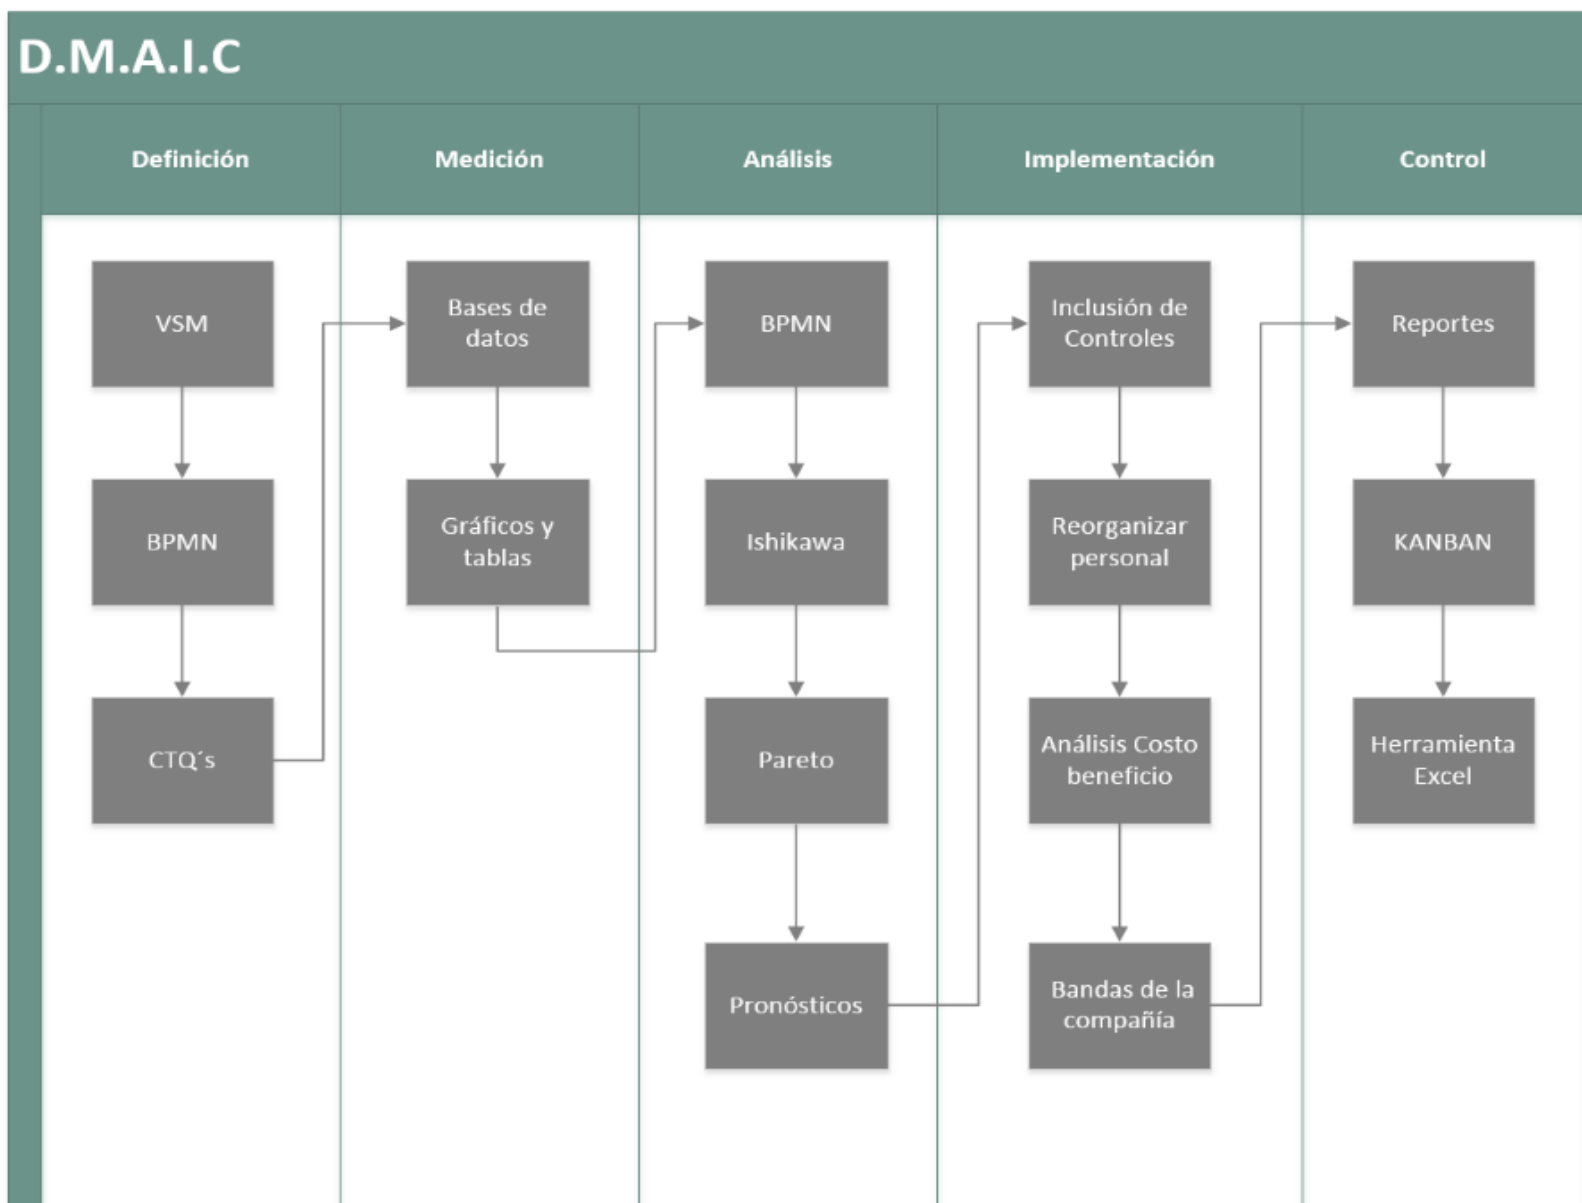 D.M.A.I.C
Definición
Medición
Análisis
Implementación
Control
VSM
BPMN
CTQ´s
Bases de
datos
Gráficos y
tablas
BPMN
Ishikawa
Pareto
Pronósticos
Inclusión de
Controles
Reorganizar
personal
Análisis Costo
beneficio
Bandas de la
compañía
Reportes
KANBAN
Herramienta
Excel